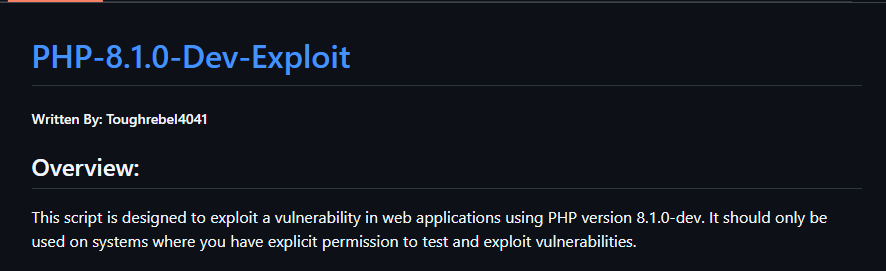 PHP-8.1.0-Dev-Exploit
Written By: Toughrebel4041
Overview:
This script is designed to exploit a vulnerability in web applications using PHP version 8.1.0-dev. It should only be
used on systems where you have explicit permission to test and exploit vulnerabilities.